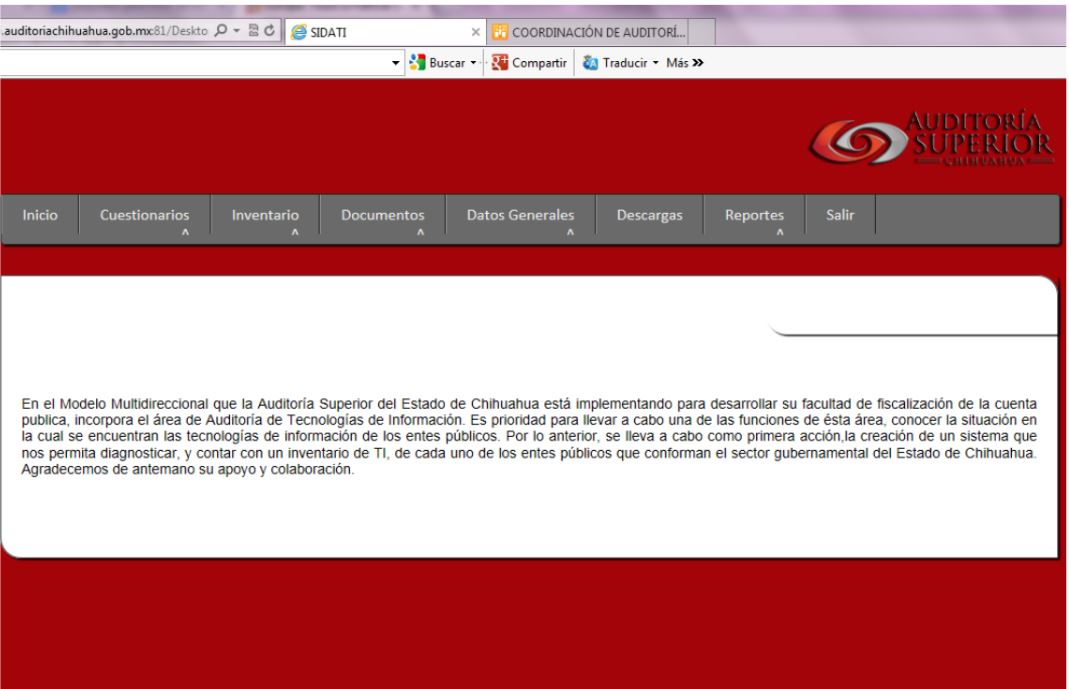 .auditoriachihuahua.gob.mx:81/Deskto
SIDATI
COORDINACIÓN DE AUDITORÍ...
Buscar
Compartir
Traducir
Más
AUDITORÍA
SUPERIOR
CHIHUAHUA
Inicio
Cuestionarios
Inventario
Documentos
Datos Generales
Descargas
Reportes
Salir
En el Modelo Multidireccional que la Auditoría Superior del Estado de Chihuahua está implementando para desarrollar su facultad de fiscalización de la cuenta
publica, incorpora el área de Auditoría de Tecnologías de Información. Es prioridad para llevar a cabo una de las funciones de ésta área, conocer la situación en
la cual se encuentran las tecnologías de información de los entes públicos. Por lo anterior, se lleva a cabo como primera acción,la creación de un sistema que
nos permita diagnosticar, y contar con un inventario de TI, de cada uno de los entes públicos que conforman el sector gubernamental del Estado de Chihuahua.
Agradecemos de antemano su apoyo y colaboración.